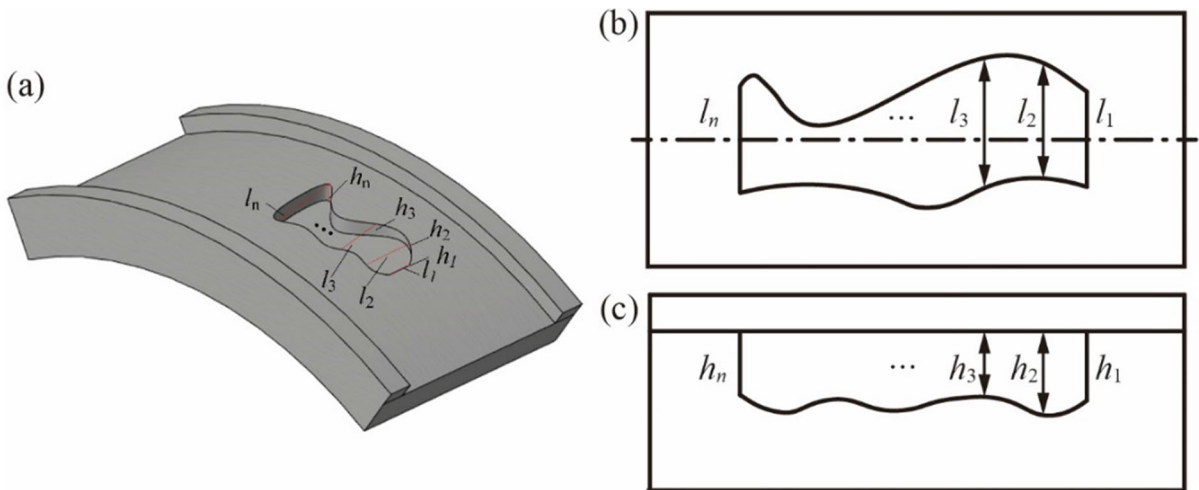 (a)
l_n
h_n
h_3
h_2
h_1
...
l_3
l_2
l_1
(b)
l_n ... l_3 l_2 l_1
(c)
h_n ... h_3 h_2 h_1